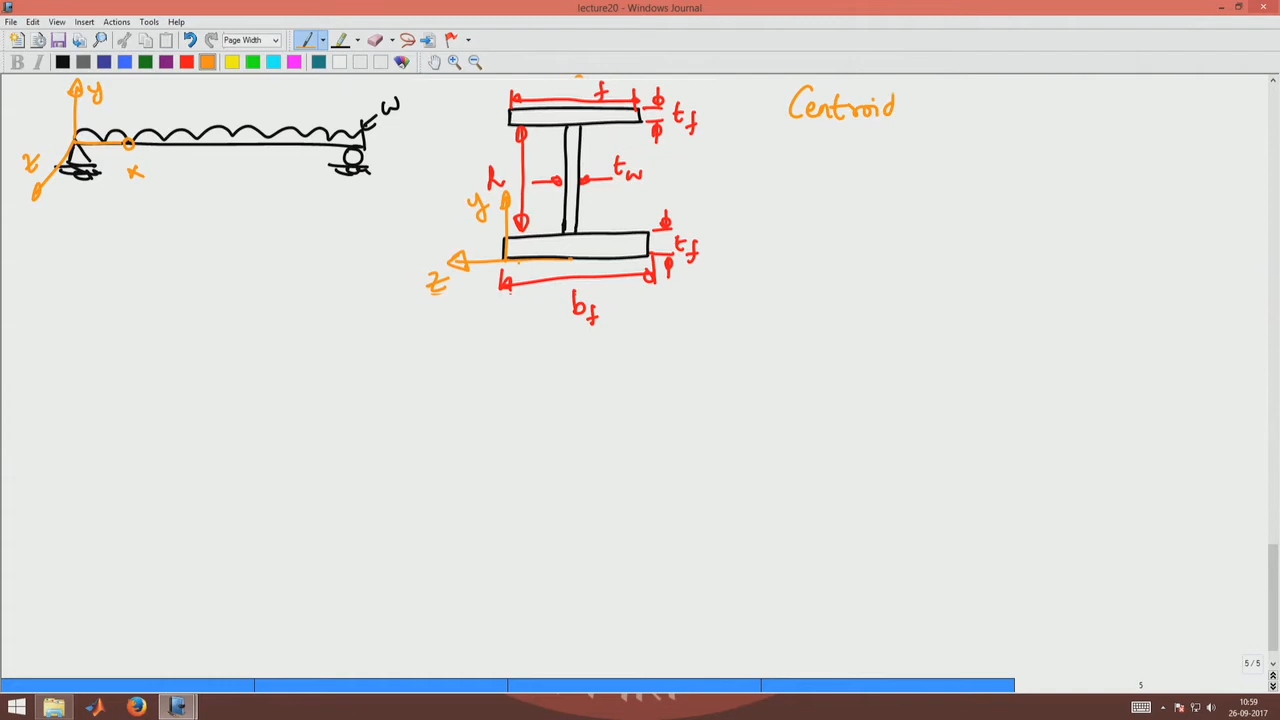 lecture20 - Windows Journal
File Edit View Insert Actions Tools Help
Page Width
B I
y
w
z
x
f
t_f
Centroid
h
t_w
y
z
t_f
b_f
5 / 5
5
10:59
26-09-2017